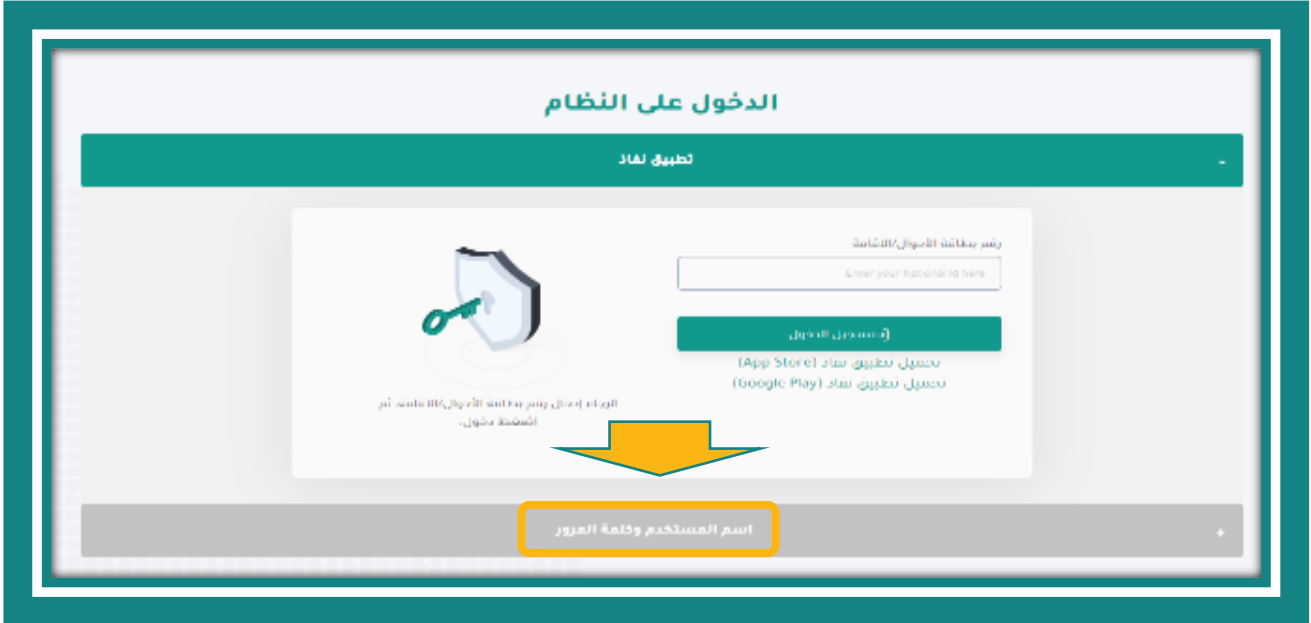 الدخول على النظام
تطبيق نفاذ
-
رقم بطاقة الأحوال/الاقامة
Enter your National Id here
تسجيل الدخول
تحميل تطبيق نفاذ (App Store)
تحميل تطبيق نفاذ (Google Play)
الرجاء إدخال رقم بطاقة الأحوال/الاقامة، ثم
اضغط دخول.
اسم المستخدم وكلمة المرور
+